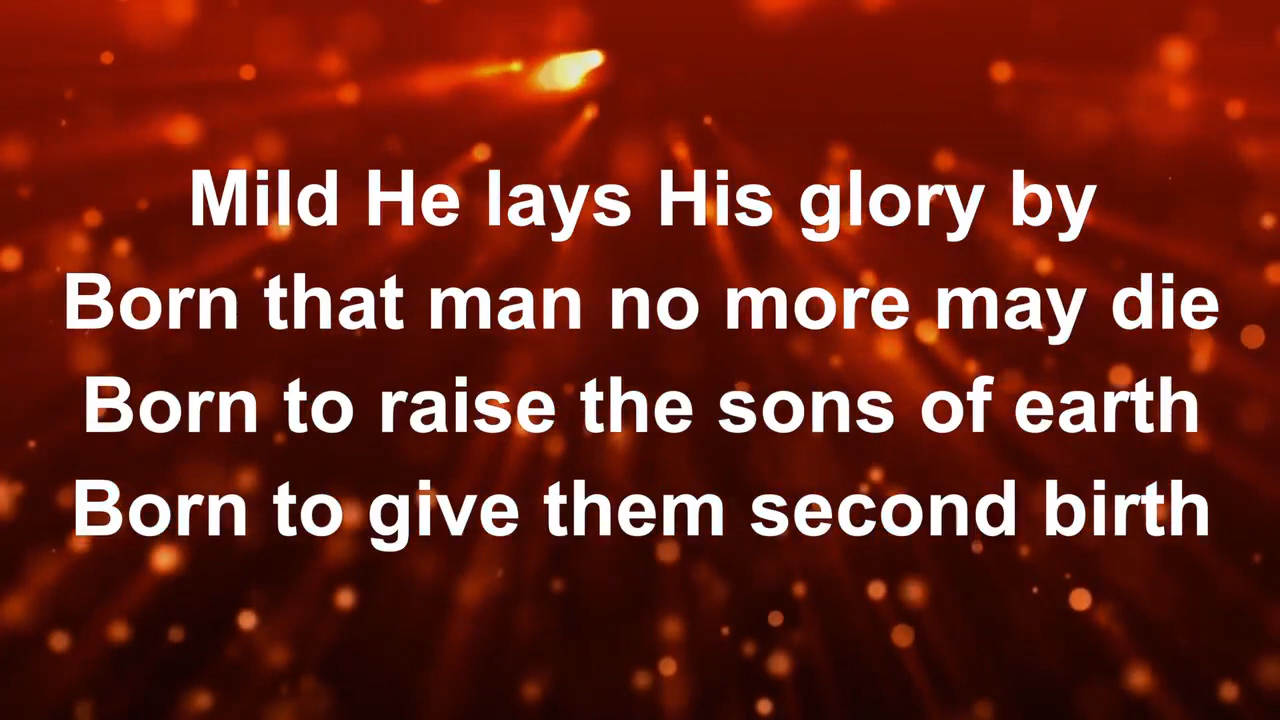 Mild He lays His glory by
Born that man no more may die
Born to raise the sons of earth
Born to give them second birth